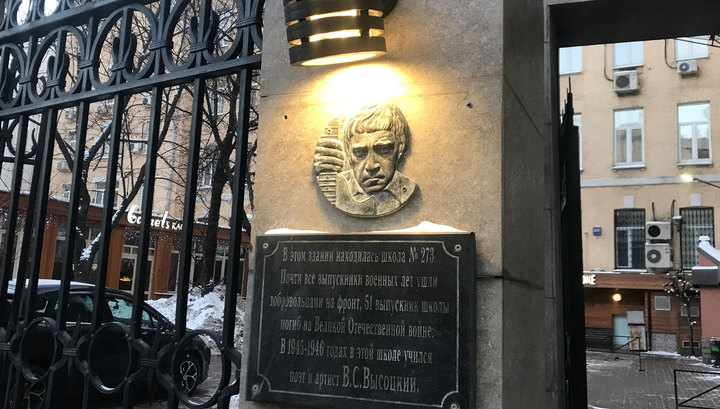 В этом здании находилась школа № 273
Почти все выпускники военных лет ушли
добровольцами на фронт. 51 выпускник школы
погиб на Великой Отечественной войне.
В 1945-1946 годах в этой школе учился
поэт и артист В.С.Высоцкий.